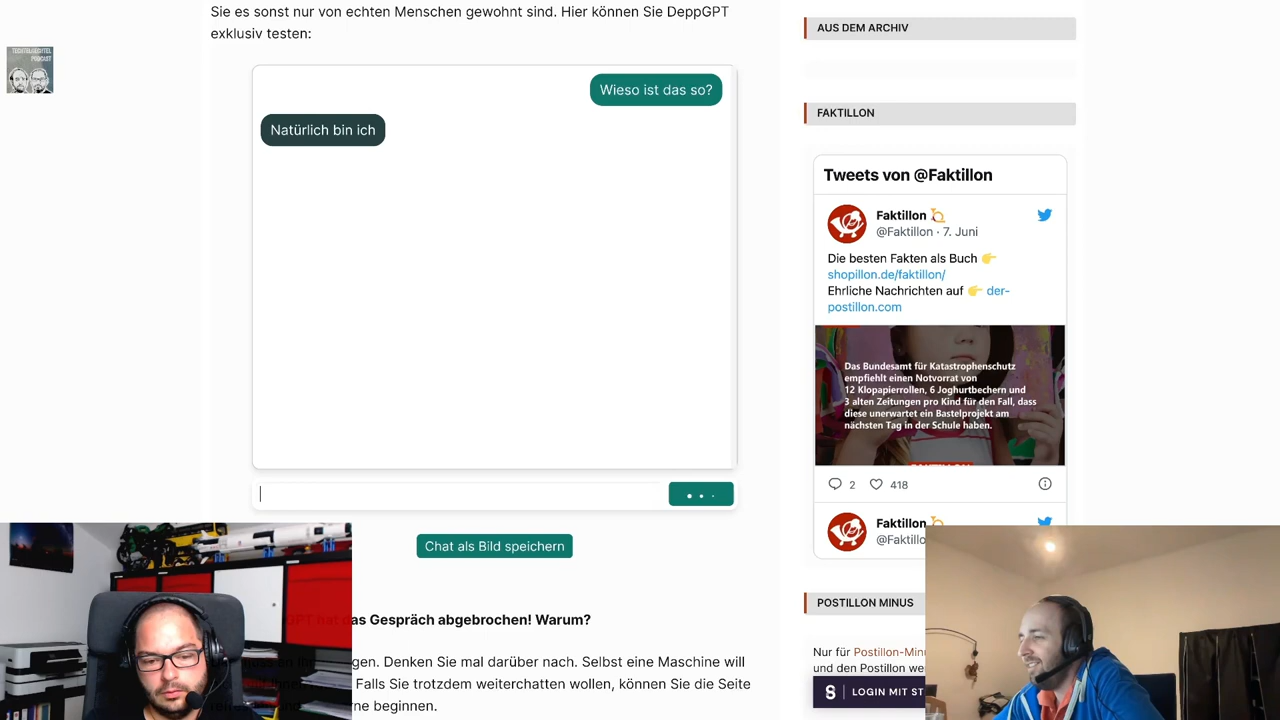 Sie es sonst nur von echten Menschen gewohnt sind. Hier können Sie DeppGPT
exklusiv testen:
TECHTELMECHTEL
PODCAST
Wieso ist das so?
Natürlich bin ich
Chat als Bild speichern
GPT hat das Gespräch abgebrochen! Warum?
gen. Denken Sie mal darüber nach. Selbst eine Maschine will
Falls Sie trotzdem weiterchatten wollen, können Sie die Seite
rne beginnen.
AUS DEM ARCHIV
FAKTILLON
Tweets von @Faktillon
Faktillon
@Faktillon · 7. Juni
Die besten Fakten als Buch 👉
shopillon.de/faktillon/
Ehrliche Nachrichten auf 👉 der-
postillon.com
Das Bundesamt für Katastrophenschutz
empfiehlt einen Notvorrat von
12 Klopapierrollen, 6 Joghurtbechern und
3 alten Zeitungen pro Kind für den Fall, dass
diese unerwartet ein Bastelprojekt am
nächsten Tag in der Schule haben.
2 418
Faktillon
@Fakti
POSTILLON MINUS
Nur für Postillon-Minu
und den Postillon we
LOGIN MIT ST